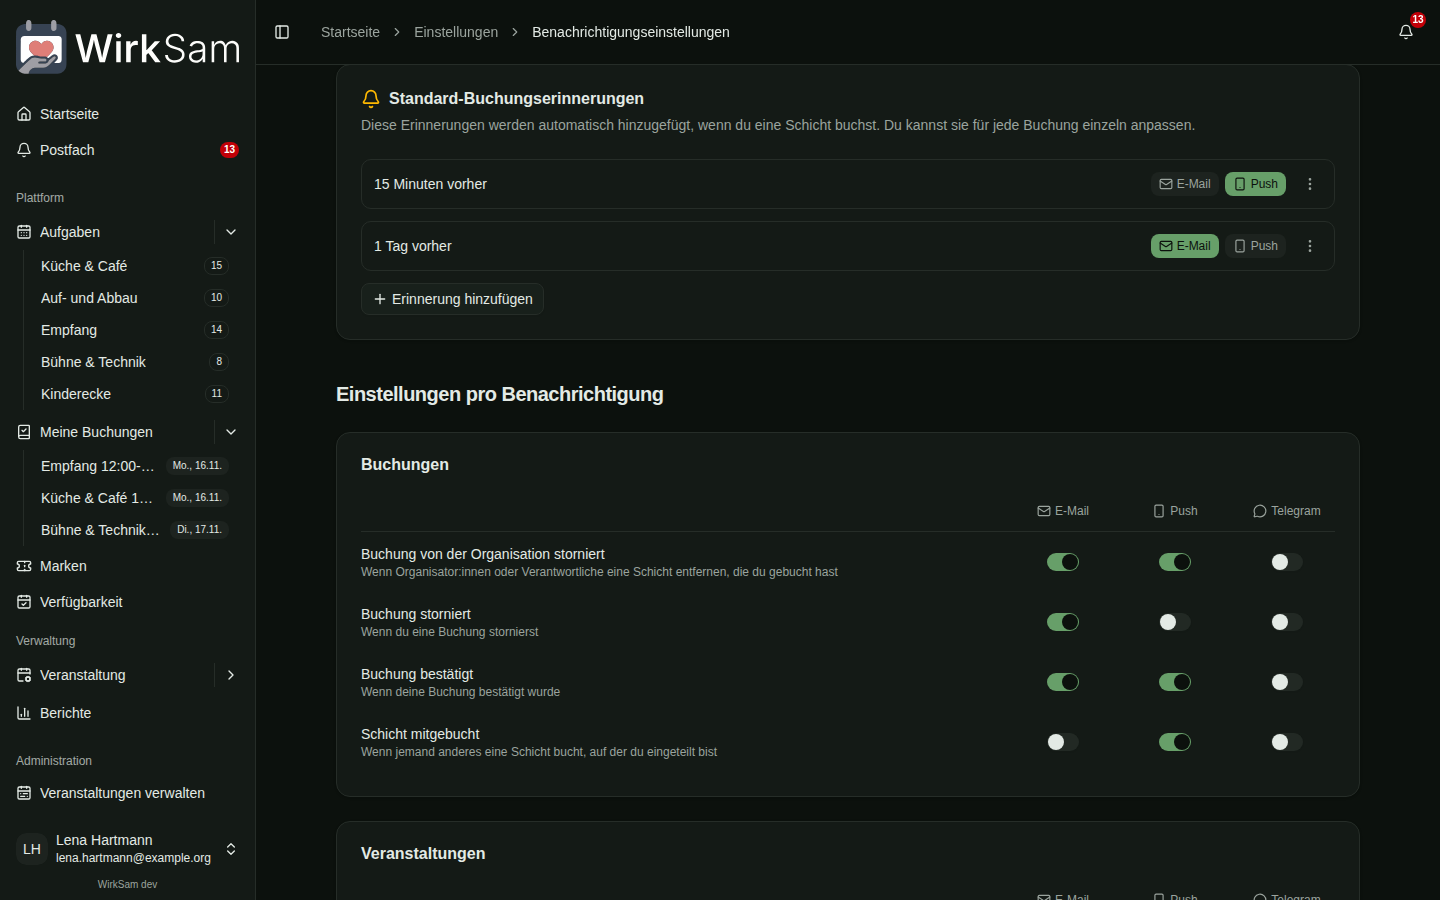 WirkSam
Startseite
Postfach 13
Plattform
Aufgaben
Küche & Café 15
Auf- und Abbau 10
Empfang 14
Bühne & Technik 8
Kinderecke 11
Meine Buchungen
Empfang 12:00-… Mo., 16.11.
Küche & Café 1… Mo., 16.11.
Bühne & Technik… Di., 17.11.
Marken
Verfügbarkeit
Verwaltung
Veranstaltung
Berichte
Administration
Veranstaltungen verwalten
LH
Lena Hartmann
lena.hartmann@example.org
WirkSam dev
Startseite > Einstellungen > Benachrichtigungseinstellungen
13
Standard-Buchungserinnerungen
Diese Erinnerungen werden automatisch hinzugefügt, wenn du eine Schicht buchst. Du kannst sie für jede Buchung einzeln anpassen.
15 Minuten vorher E-Mail Push
1 Tag vorher E-Mail Push
Erinnerung hinzufügen
Einstellungen pro Benachrichtigung
Buchungen
E-Mail Push Telegram
Buchung von der Organisation storniert
Wenn Organisator:innen oder Verantwortliche eine Schicht entfernen, die du gebucht hast
Buchung storniert
Wenn du eine Buchung stornierst
Buchung bestätigt
Wenn deine Buchung bestätigt wurde
Schicht mitgebucht
Wenn jemand anderes eine Schicht bucht, auf der du eingeteilt bist
Veranstaltungen
E-Mail Push Telegram